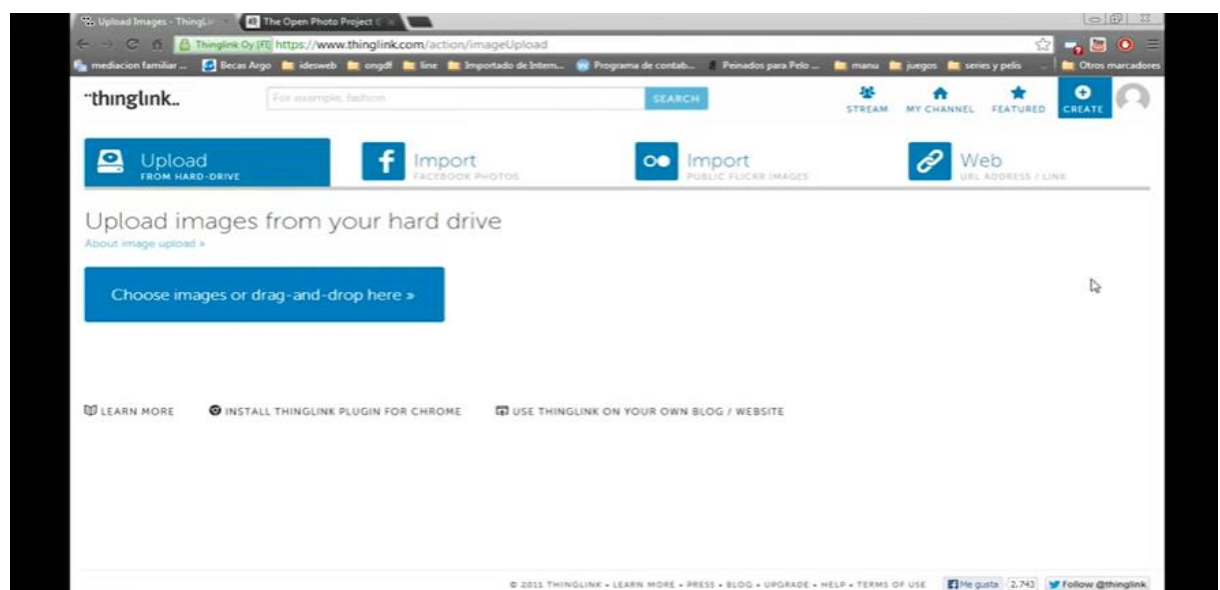 Upload Images - ThingLi
The Open Photo Project (
Thinglink Oy [FI] https://www.thinglink.com/action/imageUpload
mediacion familiar ... Becas Argo idesweb ongdf line Importado de Intern... Programa de contab... Peinados para Pelo ... manu juegos series y pelis Otros marcadores
thinglink..
For example, fashion
SEARCH
STREAM MY CHANNEL FEATURED CREATE
Upload
FROM HARD-DRIVE
Import
FACEBOOK PHOTOS
Import
PUBLIC FLICKR IMAGES
Web
URL ADDRESS / LINK
Upload images from your hard drive
About image upload »
Choose images or drag-and-drop here »
LEARN MORE INSTALL THINGLINK PLUGIN FOR CHROME USE THINGLINK ON YOUR OWN BLOG / WEBSITE
© 2011 THINGLINK • LEARN MORE • PRESS • BLOG • UPGRADE • HELP • TERMS OF USE Me gusta 2.743 Follow @thinglink